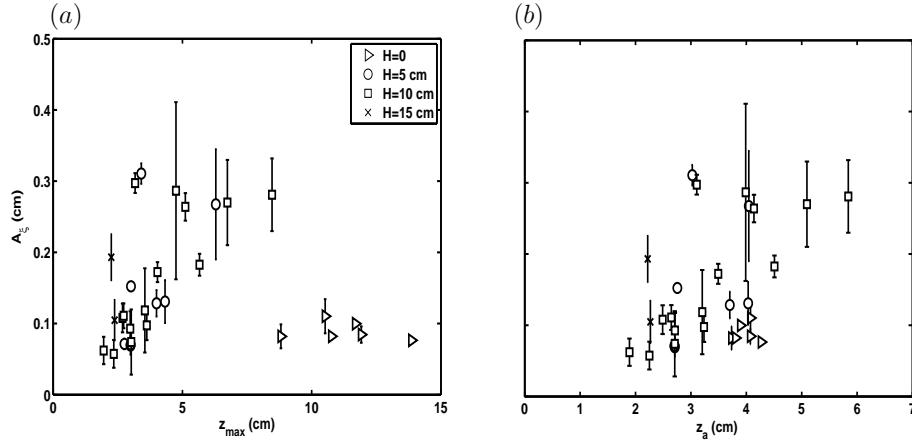 (a)
0.5
0.4
0.3
0.2
0.1
0
A_ξ (cm)
H=0
H=5 cm
H=10 cm
H=15 cm
0 5 10 15
z_max (cm)
(b)
0 1 2 3 4 5 6 7
z_a (cm)